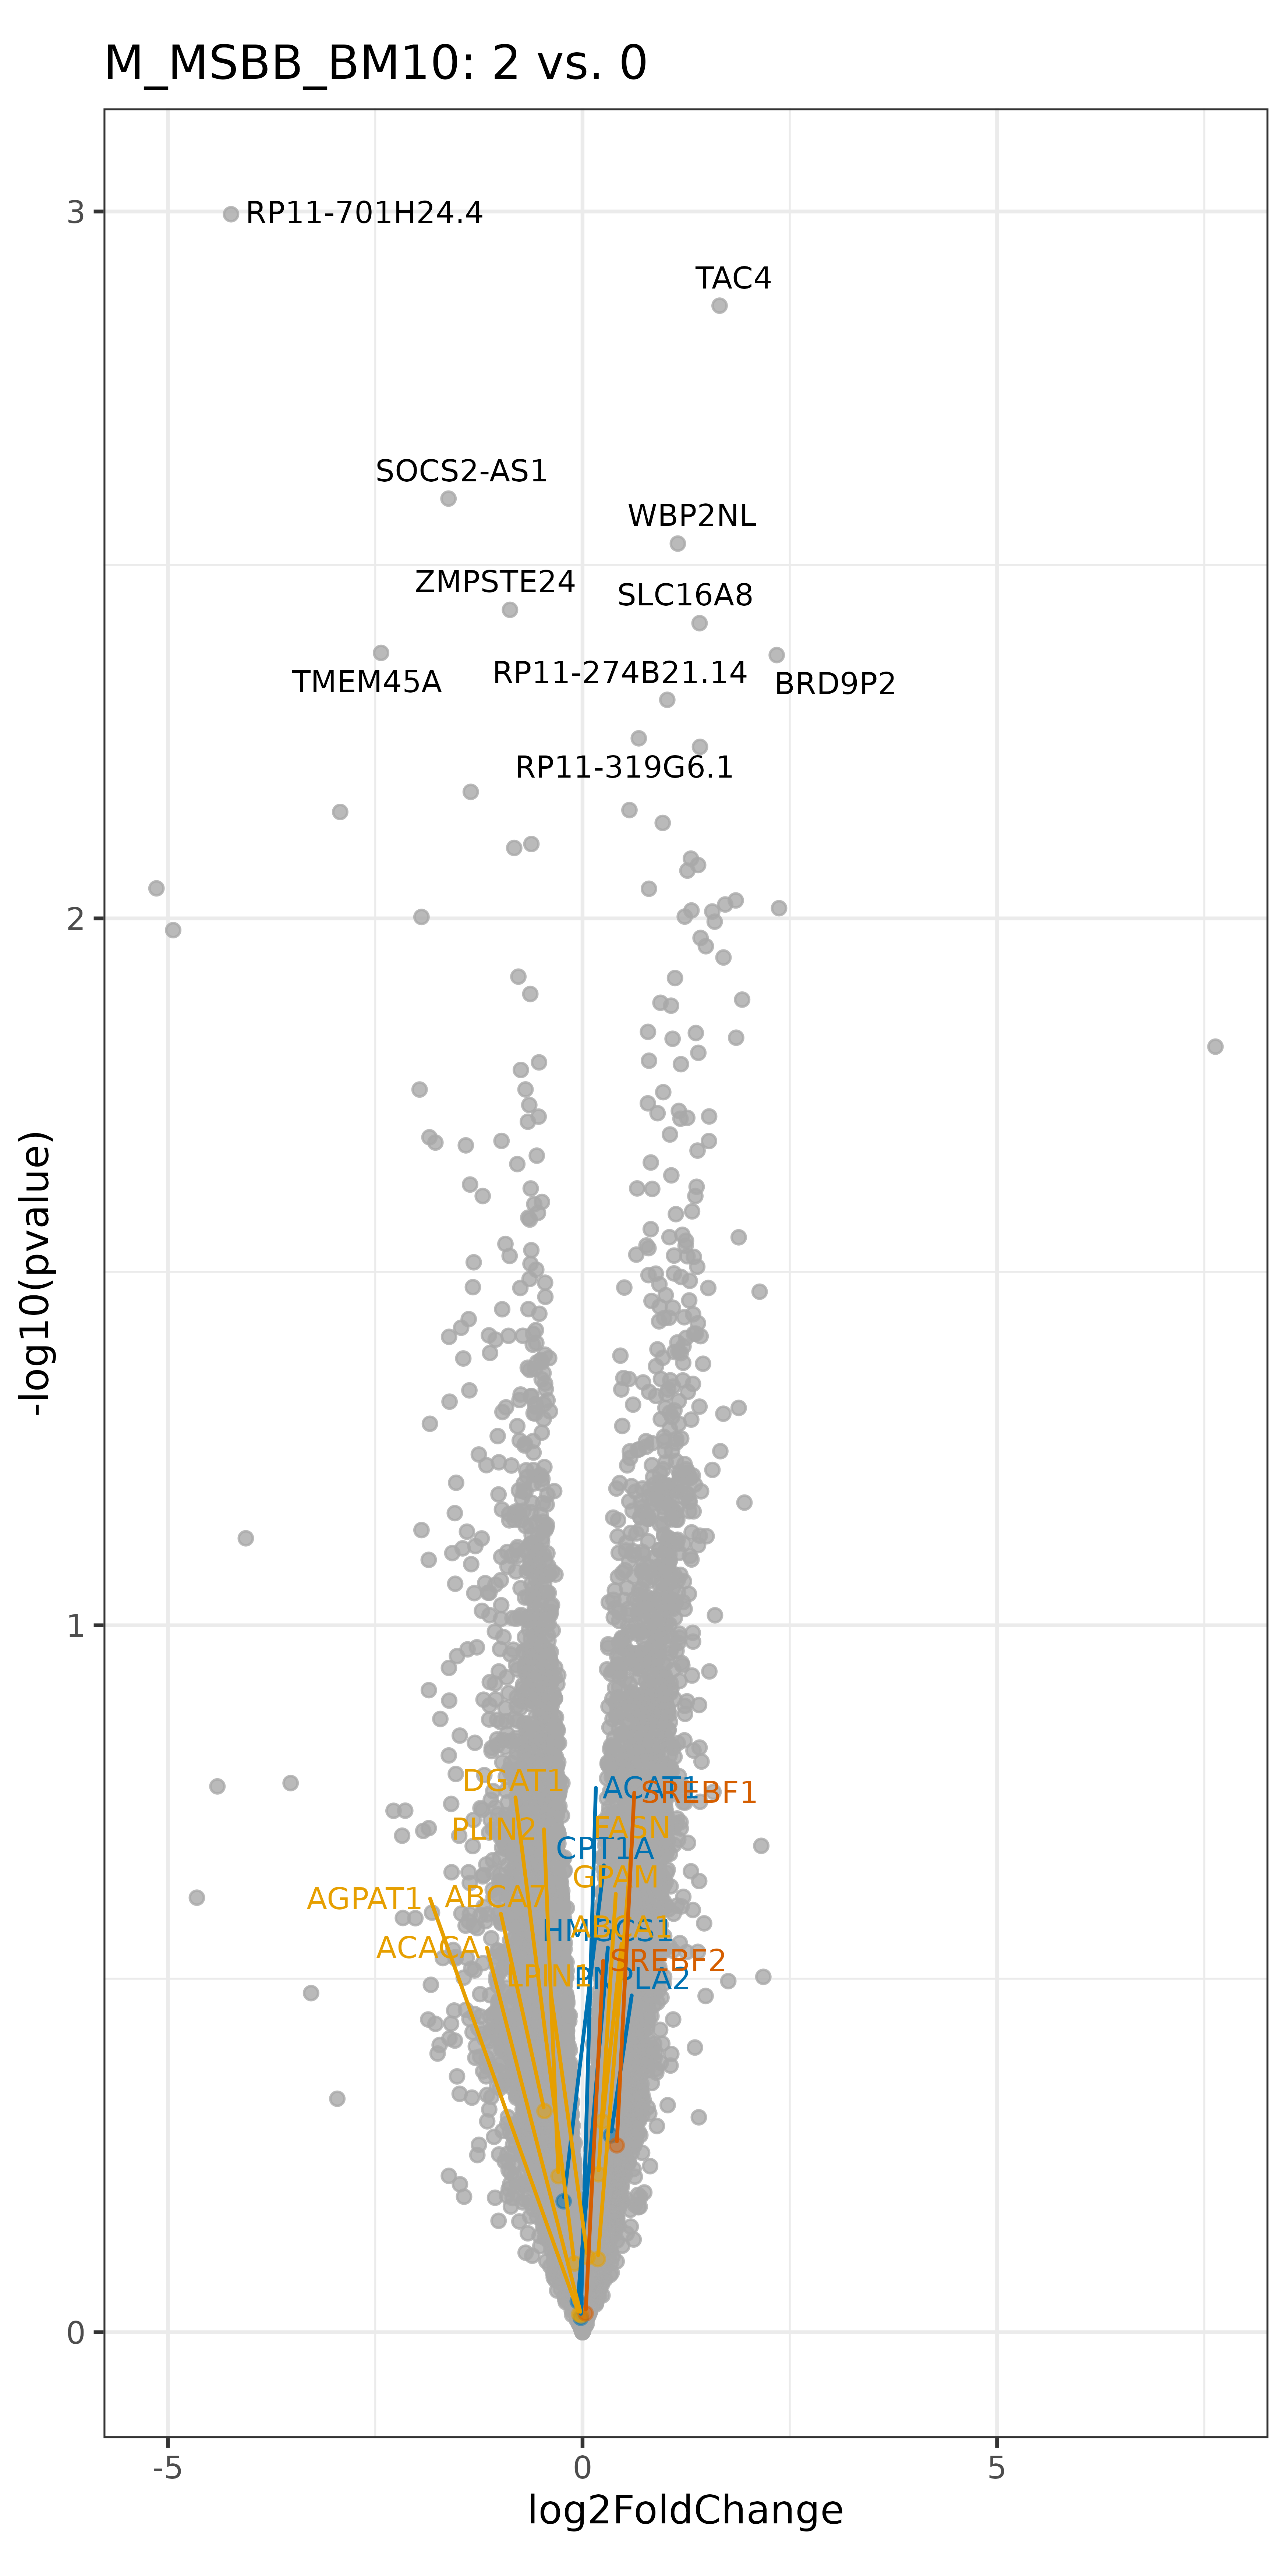 M_MSBB_BM10: 2 vs. 0
3
RP11-701H24.4
TAC4
SOCS2-AS1
WBP2NL
ZMPSTE24
SLC16A8
TMEM45A
RP11-274B21.14
BRD9P2
RP11-319G6.1
2
-log10(pvalue)
1
DGAT1
ACAT1
SREBF1
PLIN2
FASN
CPT1A
GPAM
AGPAT1
ABCA7
HMGCS1
ABCA1
ACACA
SREBF2
LPIN1
PNPLA2
0
-5
0
5
log2FoldChange